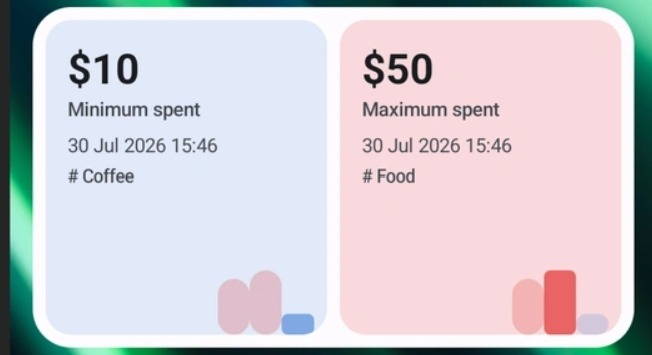 $10
Minimum spent
30 Jul 2026 15:46
# Coffee
$50
Maximum spent
30 Jul 2026 15:46
# Food